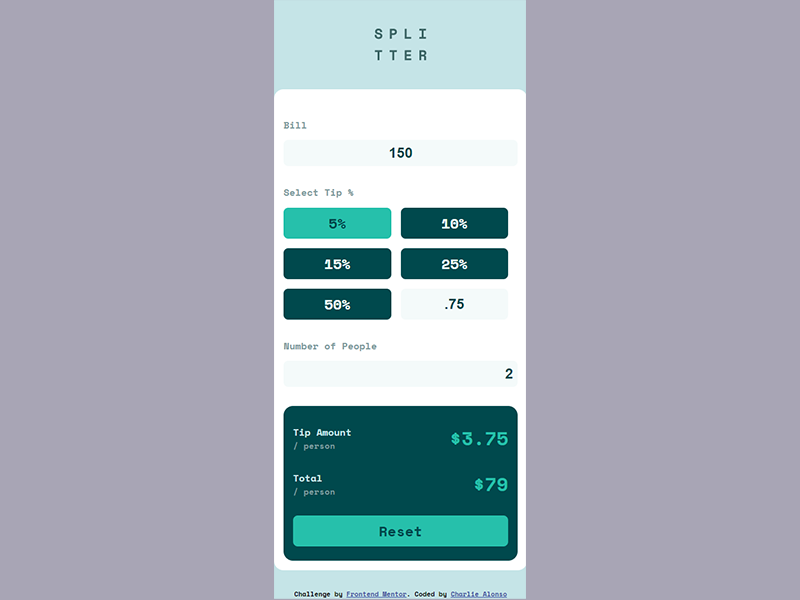 SPLI
TTER
Bill
150
Select Tip %
5% 10%
15% 25%
50% .75
Number of People
2
Tip Amount $3.75
/ person
Total $79
/ person
Reset
Challenge by Frontend Mentor. Coded by Charlie Alonso